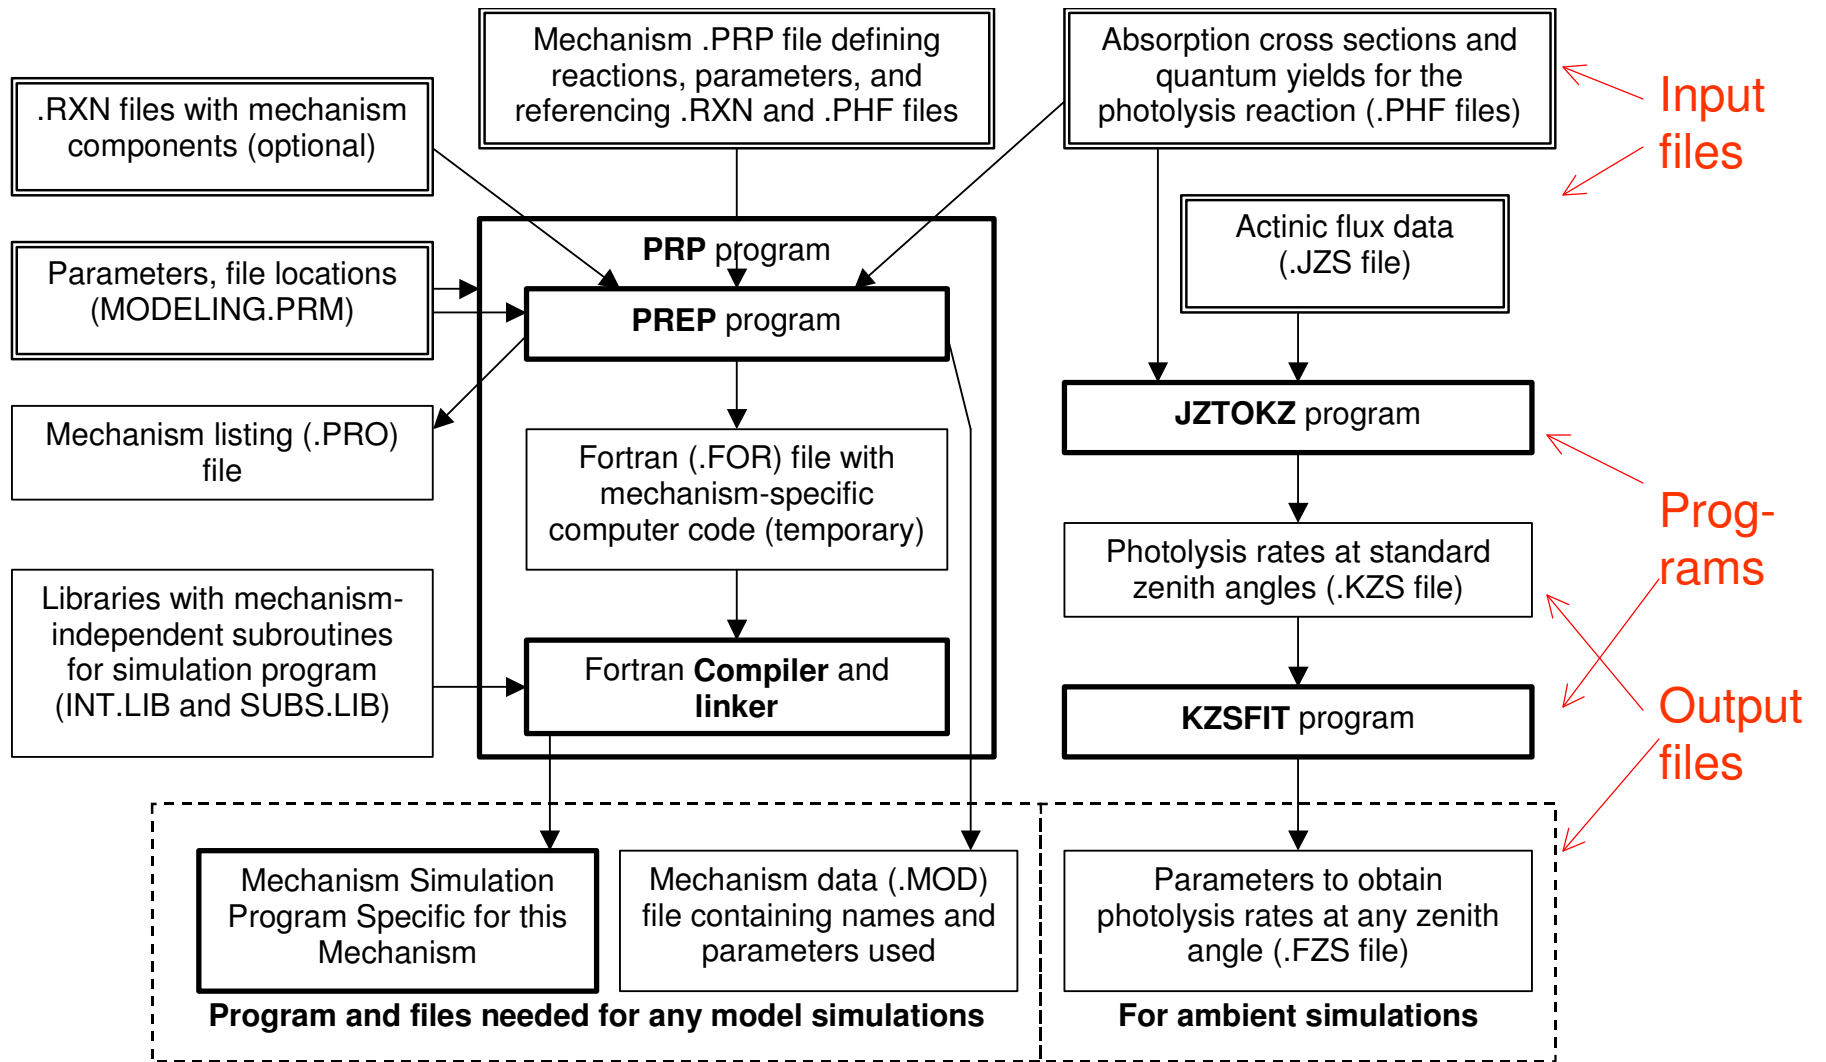 Mechanism .PRP file defining
reactions, parameters, and
referencing .RXN and .PHF files
Absorption cross sections and
quantum yields for the
photolysis reaction (.PHF files)
Input
files
.RXN files with mechanism
components (optional)
Actinic flux data
(.JZS file)
PRP program
Parameters, file locations
(MODELING.PRM)
PREP program
JZTOKZ program
Mechanism listing (.PRO)
file
Fortran (.FOR) file with
mechanism-specific
computer code (temporary)
Prog-
rams
Photolysis rates at standard
zenith angles (.KZS file)
Libraries with mechanism-
independent subroutines
for simulation program
(INT.LIB and SUBS.LIB)
Fortran Compiler and
linker
KZSFIT program
Output
files
Mechanism Simulation
Program Specific for this
Mechanism
Mechanism data (.MOD)
file containing names and
parameters used
Parameters to obtain
photolysis rates at any zenith
angle (.FZS file)
Program and files needed for any model simulations
For ambient simulations